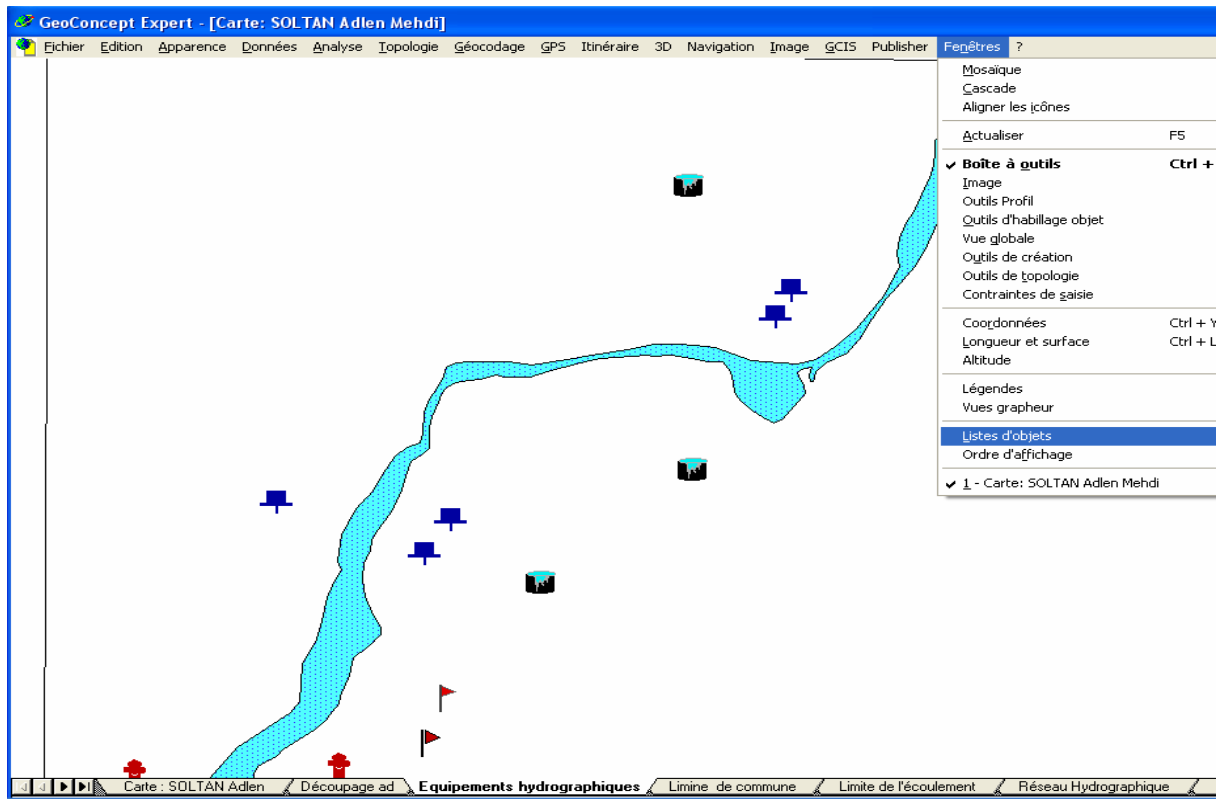 GeoConcept Expert - [Carte: SOLTAN Adlen Mehdi]
Fichier Edition Apparence Données Analyse Topologie Géocodage GPS Itinéraire 3D Navigation Image GCIS Publisher Fenêtres ?
Mosaïque
Cascade
Aligner les icônes
Actualiser F5
Boîte à outils Ctrl +
Image
Outils Profil
Outils d'habillage objet
Vue globale
Outils de création
Outils de topologie
Contraintes de saisie
Coordonnées Ctrl + Y
Longueur et surface Ctrl + L
Altitude
Légendes
Vues grapheur
Listes d'objets
Ordre d'affichage
1 - Carte: SOLTAN Adlen Mehdi
Carte : SOLTAN Adlen Découpage ad Equipements hydrographiques Limine de commune Limite de l'écoulement Réseau Hydrographique